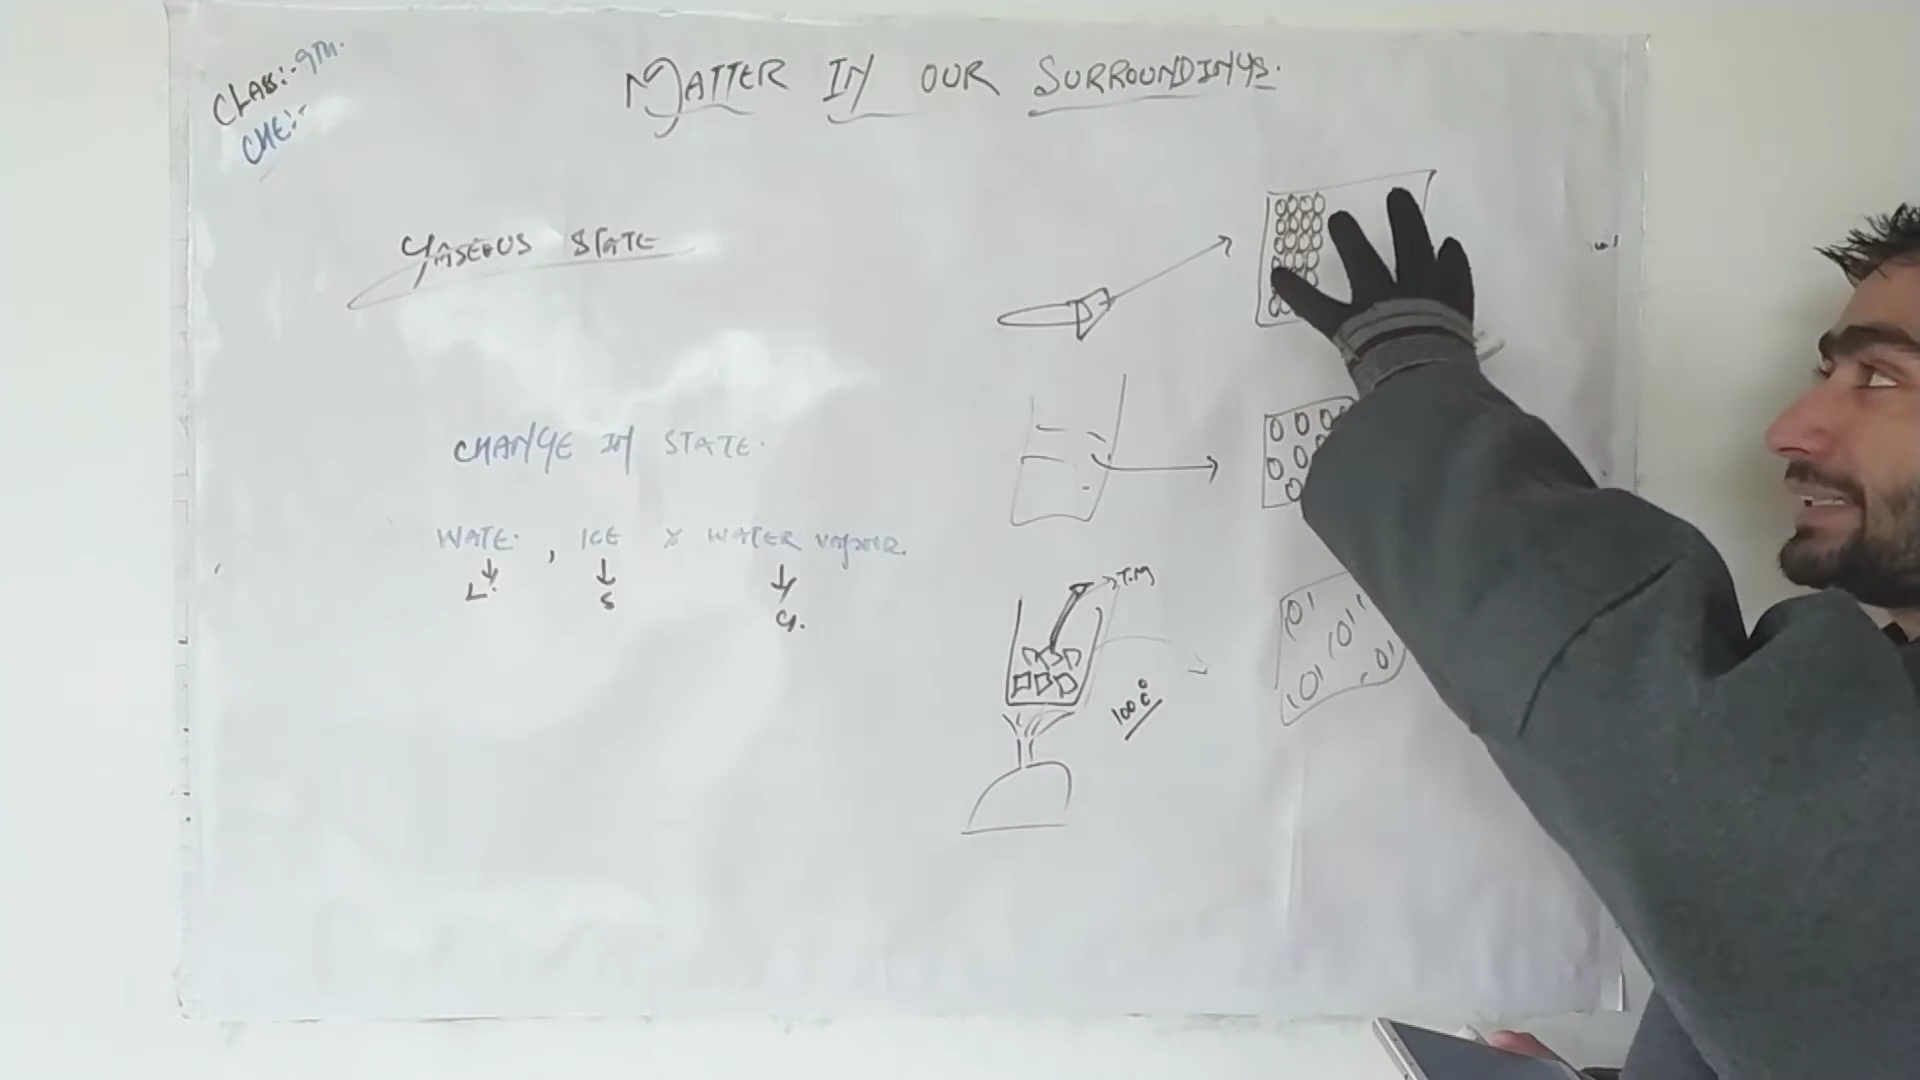 CLASS:- 9TH.
CHE:-
MATTER IN OUR SURROUNDINGS.
GASEOUS STATE
CHANGE IN STATE.
WATE. , ICE & WATER VAPOUR.
L. S G.
T.M
100°C